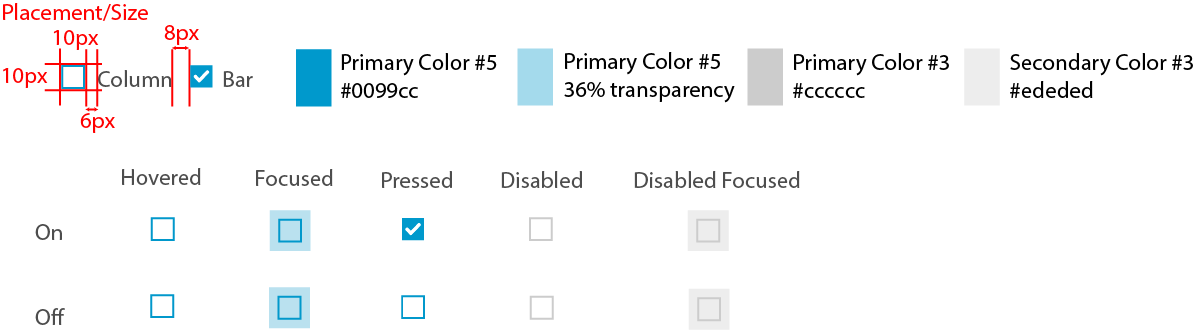 Placement/Size
10px
8px
10px
Column
Bar
6px
Primary Color #5
#0099cc
Primary Color #5
36% transparency
Primary Color #3
#cccccc
Secondary Color #3
#ededed
Hovered Focused Pressed Disabled Disabled Focused
On
Off